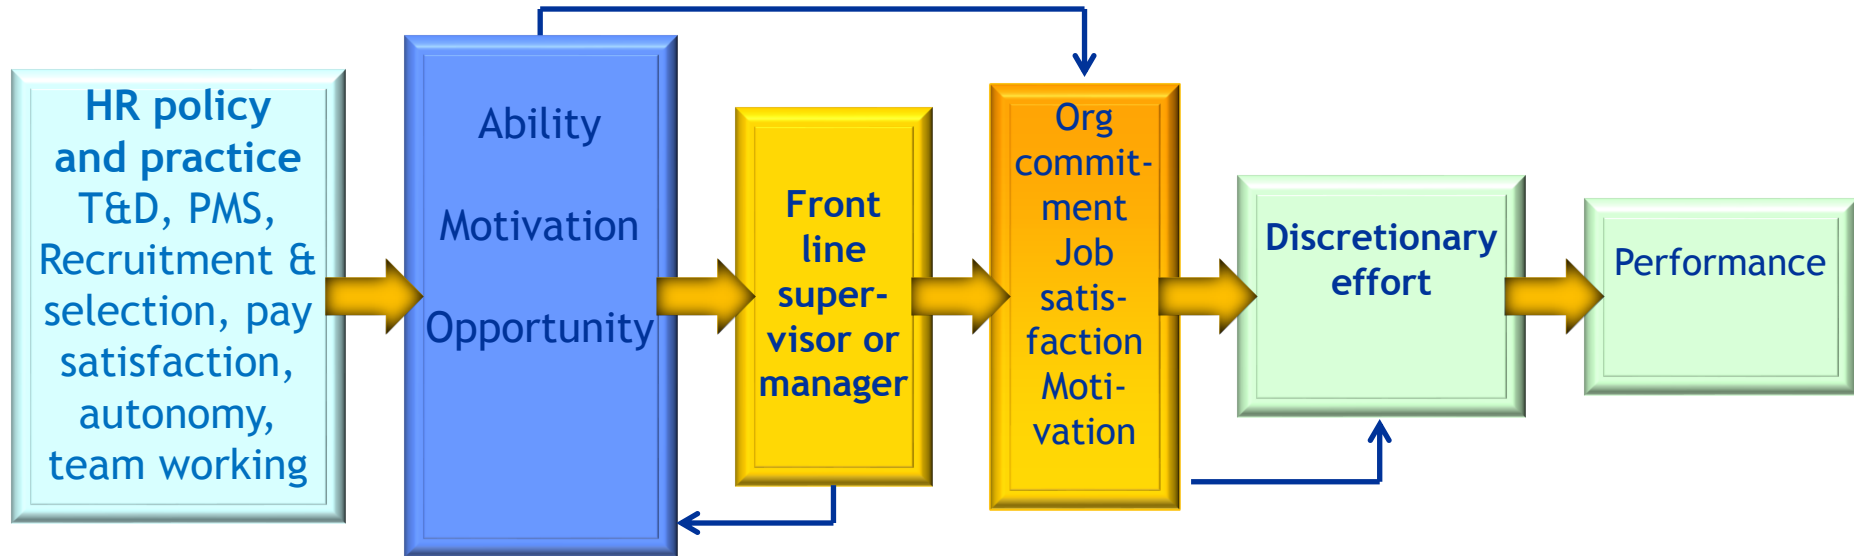 HR policy
and practice
T&D, PMS,
Recruitment &
selection, pay
satisfaction,
autonomy,
team working
Ability
Motivation
Opportunity
Front
line
super-
visor or
manager
Org
commit-
ment
Job
satis-
faction
Moti-
vation
Discretionary
effort
Performance